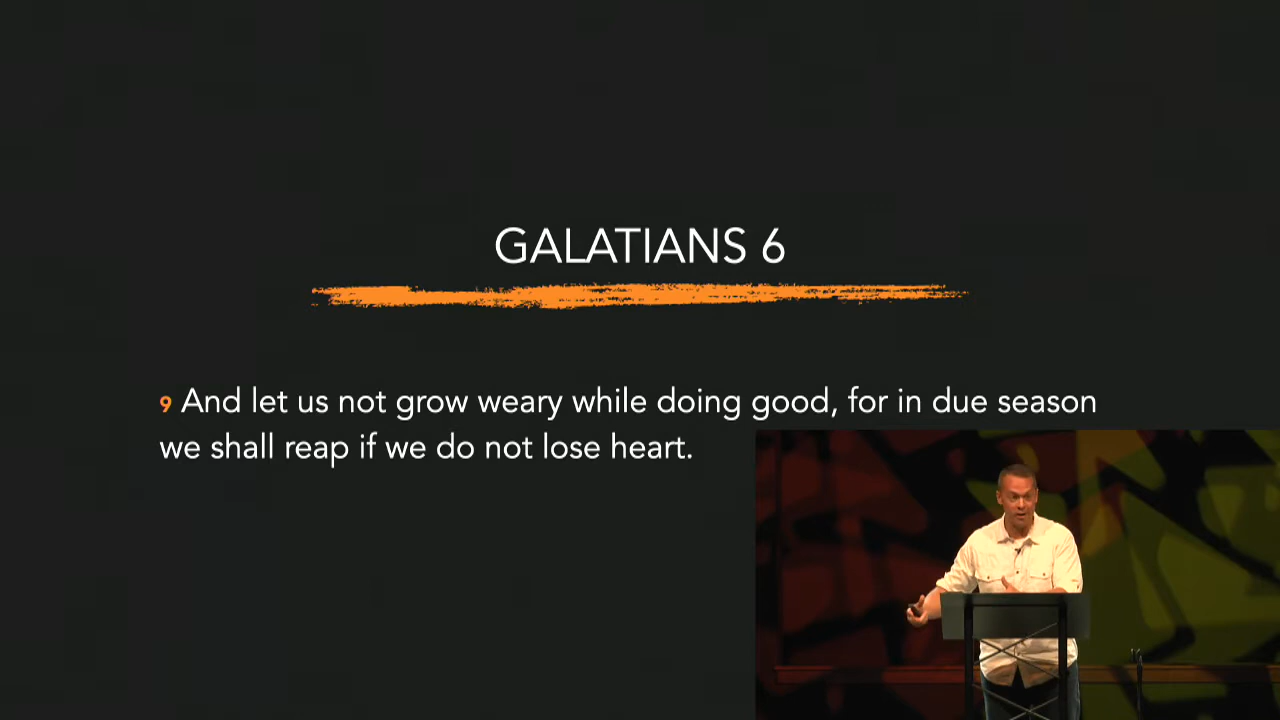 GALATIANS 6
9 And let us not grow weary while doing good, for in due season
we shall reap if we do not lose heart.